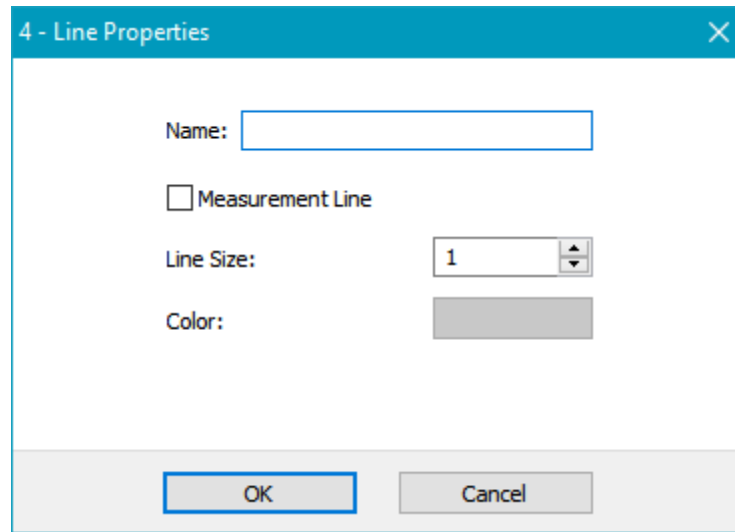 4 - Line Properties
Name:
Measurement Line
Line Size:
1
Color:
OK
Cancel